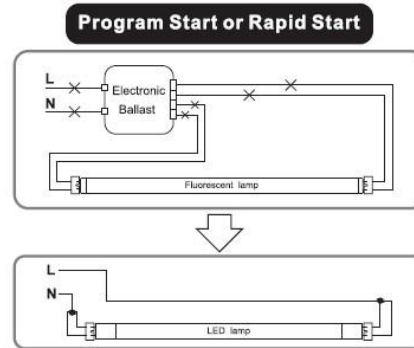 Program Start or Rapid Start
L
N
Electronic
Ballast
Fluorescent lamp
L
N
LED lamp